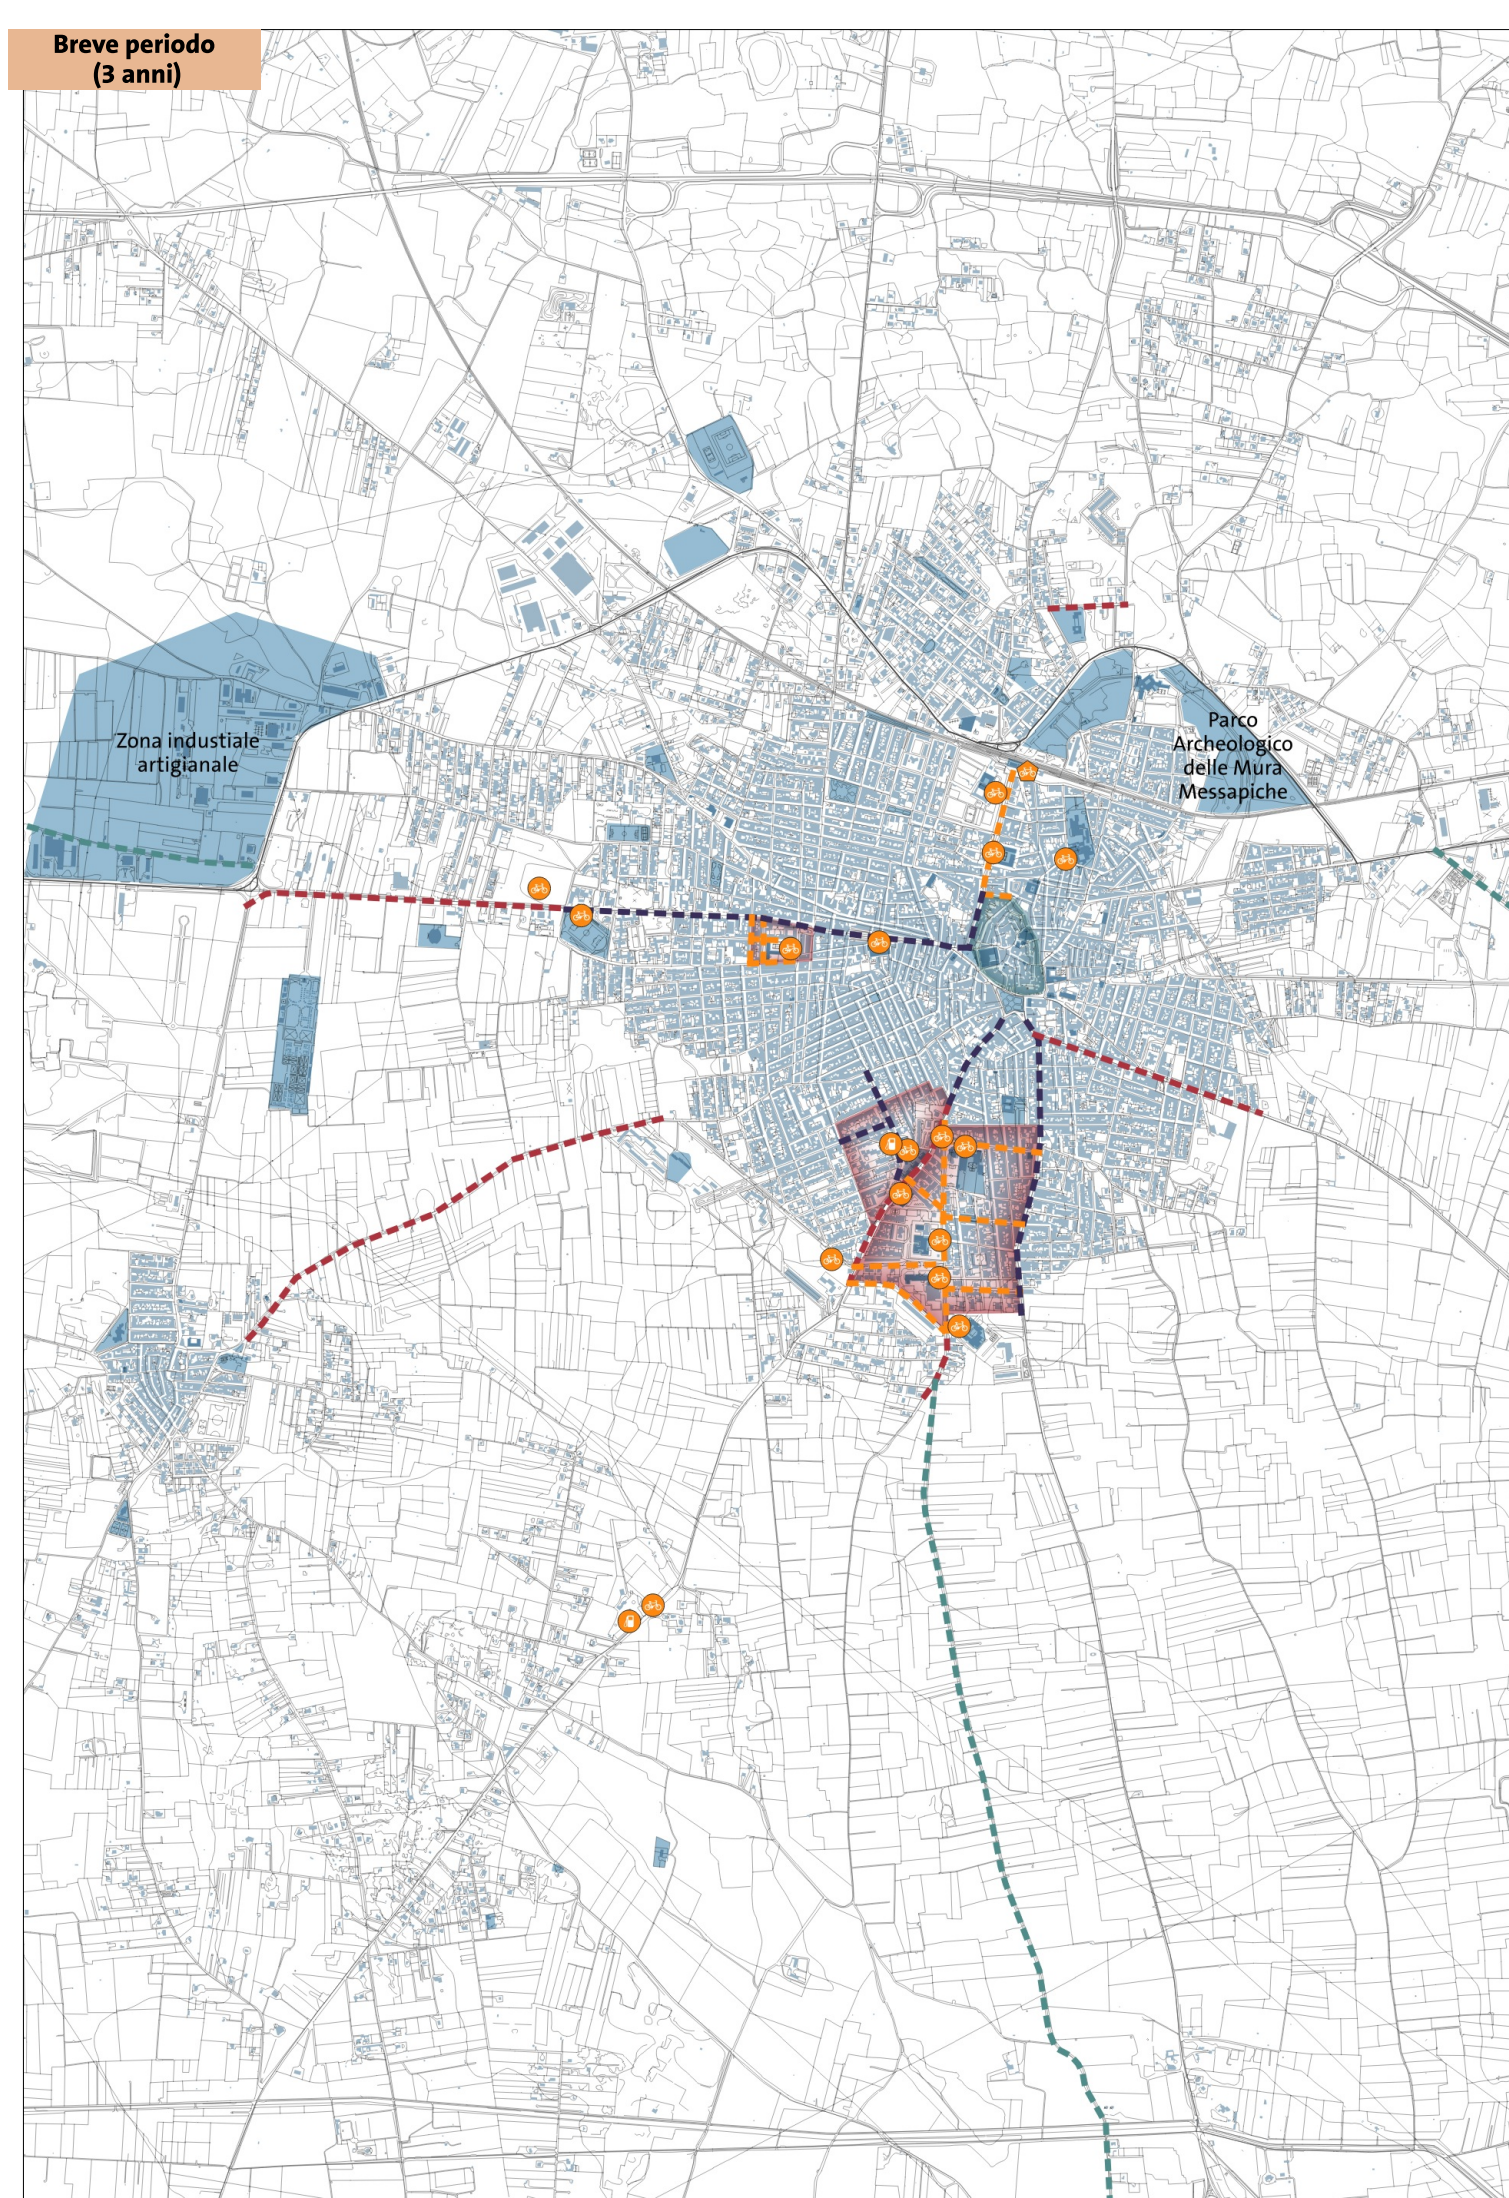 Breve periodo
(3 anni)
Parco
Archeologico
delle Mura
Messapiche
Zona industiale
artigianale